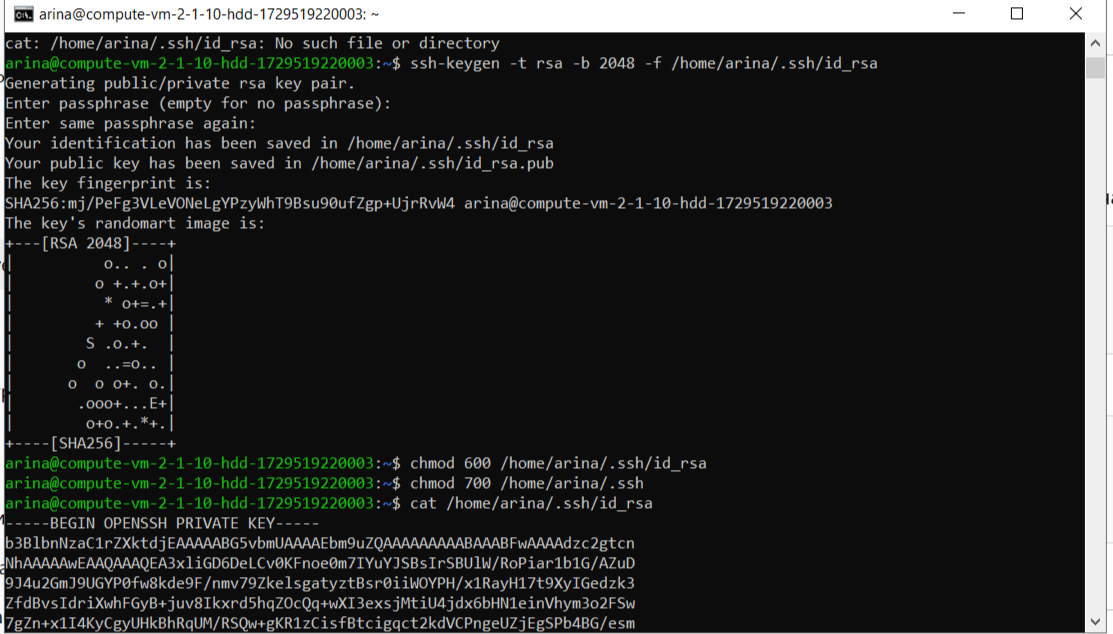 arina@compute-vm-2-1-10-hdd-1729519220003: ~
cat: /home/arina/.ssh/id_rsa: No such file or directory
arina@compute-vm-2-1-10-hdd-1729519220003:~$ ssh-keygen -t rsa -b 2048 -f /home/arina/.ssh/id_rsa
Generating public/private rsa key pair.
Enter passphrase (empty for no passphrase):
Enter same passphrase again:
Your identification has been saved in /home/arina/.ssh/id_rsa
Your public key has been saved in /home/arina/.ssh/id_rsa.pub
The key fingerprint is:
SHA256:mj/PeFg3VLeVONeLgYPzyWhT9Bsu90ufZgp+UjrRvW4 arina@compute-vm-2-1-10-hdd-1729519220003
The key's randomart image is:
+---[RSA 2048]----+
|          o.. . o|
|         o +.+.o+|
|          * o+=.+|
|         + +o.oo |
|        S .o.+.  |
|       o  ..=o.. |
|      o  o o+. o.|
|       .ooo+...E+|
|        o+o.+.*+.|
+----[SHA256]-----+
arina@compute-vm-2-1-10-hdd-1729519220003:~$ chmod 600 /home/arina/.ssh/id_rsa
arina@compute-vm-2-1-10-hdd-1729519220003:~$ chmod 700 /home/arina/.ssh
arina@compute-vm-2-1-10-hdd-1729519220003:~$ cat /home/arina/.ssh/id_rsa
-----BEGIN OPENSSH PRIVATE KEY-----
b3BlbnNzaC1rZXktdjEAAAAABG5vbmUAAAAEbm9uZQAAAAAAAAABAAABFwAAAAdzc2gtcn
NhAAAAAwEAAQAAAQEA3xliGD6DeLCv0KFnoe0m7IYuYJSBsIrSBUlW/RoPiar1b1G/AZuD
9J4u2GmJ9UGYP0fw8kde9F/nmv79ZkelsgatyztBsr0iiWOYPH/x1RayH17t9XyIGedzk3
ZfdBvsIdriXwhFGyB+juv8Ikxrd5hqZOcQq+wXI3exsjMtiU4jdx6bHN1einVhym3o2FSw
7gZn+x1I4KyCgyUHkBhRqUM/RSQw+gKR1zCisfBtcigqct2kdVCPngeUZjEgSPb4BG/esm